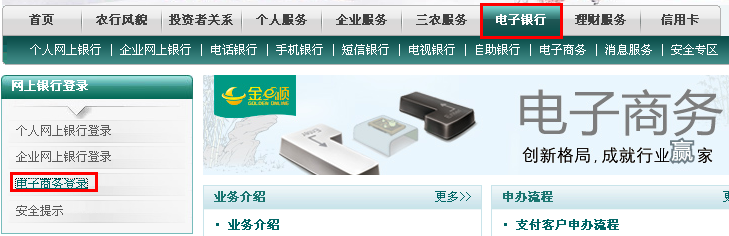 首页 农行风貌 投资者关系 个人服务 企业服务 三农服务 电子银行 理财服务 信用卡
个人网上银行 | 企业网上银行 | 电话银行 | 手机银行 | 短信银行 | 电视银行 | 自助银行 | 电子商务 | 消息服务 | 安全专区
网上银行登录
个人网上银行登录
企业网上银行登录
电子商务登录
安全提示
金e顺
GOLDEN ONLINE
电子商务
创新格局,成就行业赢家
业务介绍 更多>>
· 业务介绍
申办流程
· 支付客户申办流程